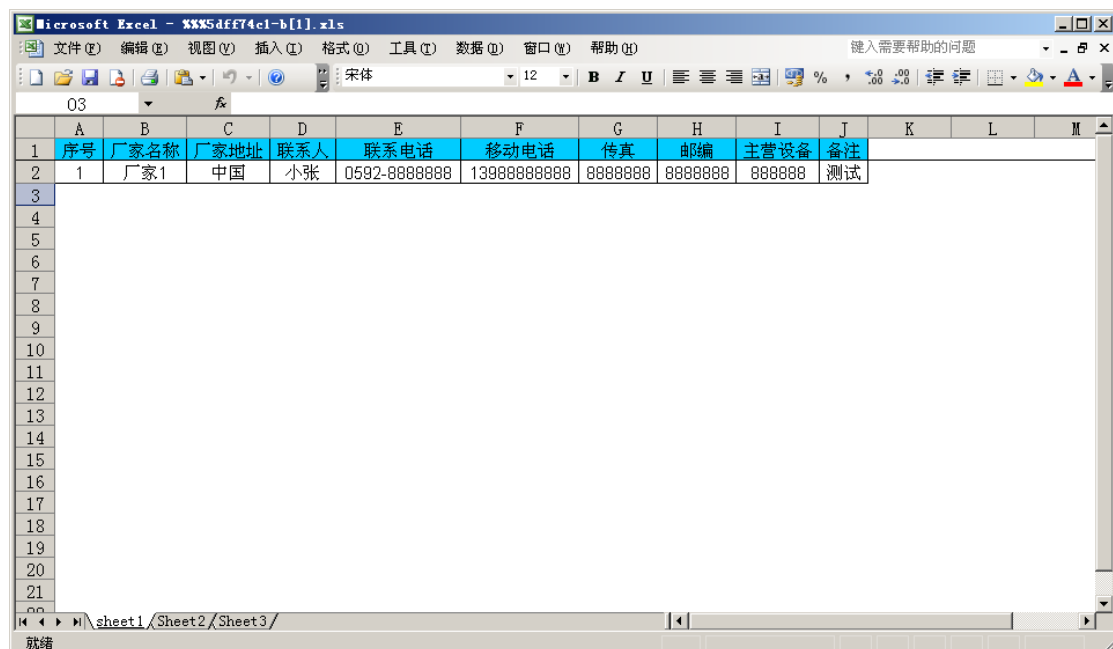 Microsoft Excel - %%%5dff74c1-b[1].xls
文件(F) 编辑(E) 视图(V) 插入(I) 格式(O) 工具(T) 数据(D) 窗口(W) 帮助(H) 键入需要帮助的问题
宋体 12 B I U % , .0 .00 .00 .0 A
O3 fx
A B C D E F G H I J K L M
1 序号 厂家名称 厂家地址 联系人 联系电话 移动电话 传真 邮编 主营设备 备注
2 1 厂家1 中国 小张 0592-8888888 13988888888 8888888 8888888 888888 测试
3
4
5
6
7
8
9
10
11
12
13
14
15
16
17
18
19
20
21
sheet1 Sheet2 Sheet3
就绪